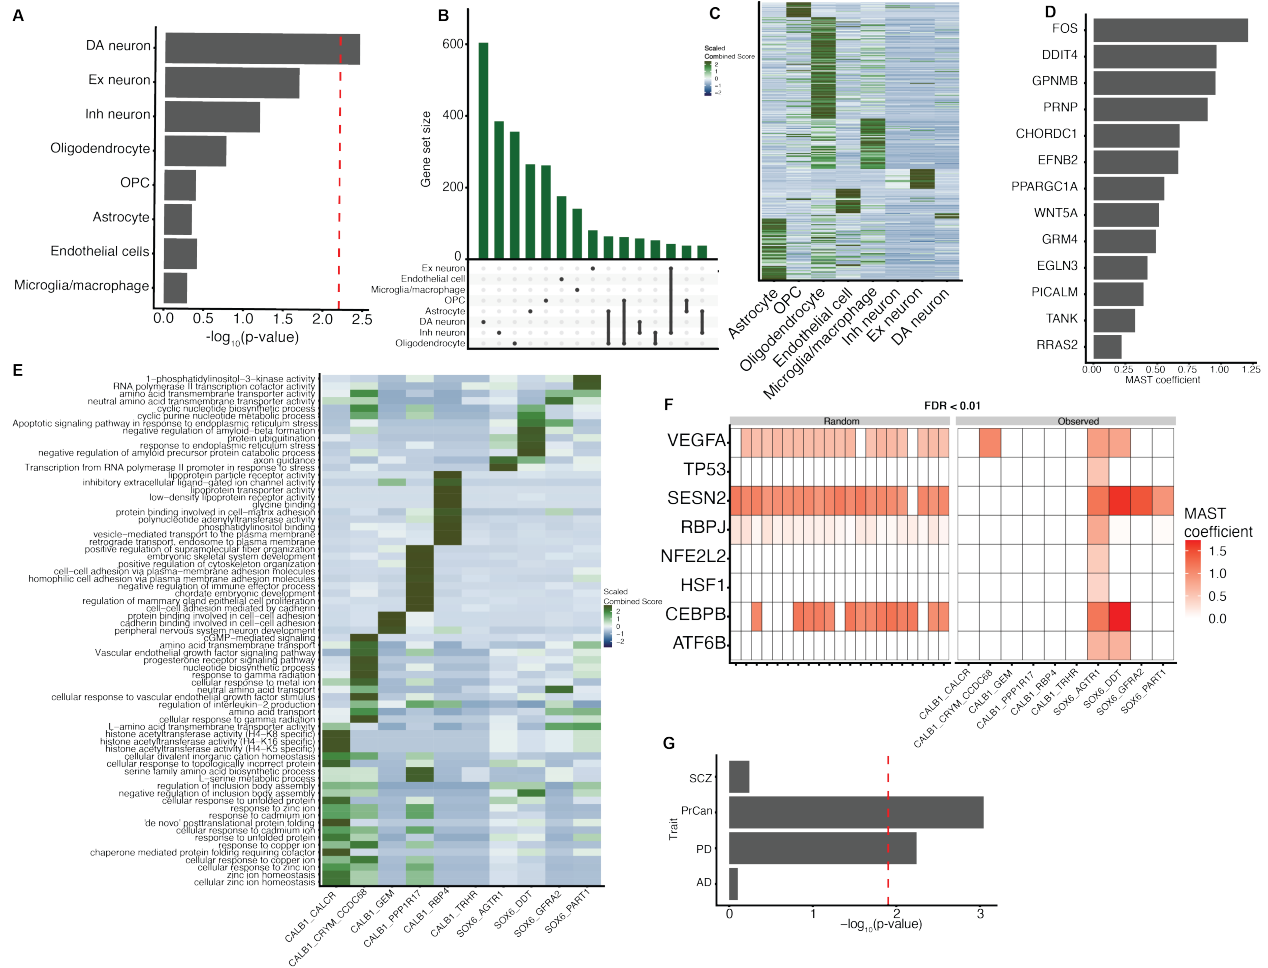 A
DA neuron
Ex neuron
Inh neuron
Oligodendrocyte
OPC
Astrocyte
Endothelial cells
Microglia/macrophage
0.0 0.5 1.0 1.5 2.0 2.5
-log10(p-value)
B
Gene set size
600
400
200
0
Ex neuron
Endothelial cell
Microglia/macrophage
OPC
Astrocyte
DA neuron
Inh neuron
Oligodendrocyte
C
Scaled
Combined Score
2
1
0
−1
−2
Astrocyte
OPC
Oligodendrocyte
Endothelial cell
Microglia/macrophage
Inh neuron
Ex neuron
DA neuron
D
FOS
DDIT4
GPNMB
PRNP
CHORDC1
EFNB2
PPARGC1A
WNT5A
GRM4
EGLN3
PICALM
TANK
RRAS2
0.00 0.25 0.50 0.75 1.00 1.25
MAST coefficient
E
1−phosphatidylinositol−3−kinase activity
RNA polymerase II transcription cofactor activity
amino acid transmembrane transport
neutral amino acid transmembrane transporter activity
cyclic nucleotide biosynthetic process
cyclic purine nucleotide metabolic process
Apoptotic signaling pathway in response to endoplasmic reticulum stress
negative regulation of amyloid−beta formation
protein ubiquitination
response to endoplasmic reticulum stress
negative regulation of amyloid precursor protein catabolic process
axon guidance
Transcription from RNA polymerase II promoter in response to stress
lipoprotein particle receptor activity
inhibitory extracellular ligand−gated ion channel activity
lipoprotein transporter activity
low−density lipoprotein receptor activity
glycine binding
protein binding involved in cell−matrix adhesion
polynucleotide adenylyltransferase activity
phosphatidylinositol binding
vesicle−mediated transport to the plasma membrane
retrograde transport, endosome to plasma membrane
positive regulation of supramolecular fiber organization
embryonic skeletal system development
positive regulation of cytoskeleton organization
cell−cell adhesion via plasma−membrane adhesion molecules
homophilic cell adhesion via plasma membrane adhesion molecules
negative regulation of immune effector process
chordate embryonic development
regulation of mammary gland epithelial cell proliferation
cell−cell adhesion mediated by cadherin
protein binding involved in cell−cell adhesion
cadherin binding involved in cell−cell adhesion
peripheral nervous system neuron development
cGMP−mediated signaling
amino acid transmembrane transport
Vascular endothelial growth factor signaling pathway
progesterone receptor signaling pathway
nucleotide biosynthetic process
response to gamma radiation
cellular response to metal ion
neutral amino acid transport
cellular response to vascular endothelial growth factor stimulus
regulation of interleukin−2 production
amino acid transport
cellular response to gamma radiation
L−amino acid transmembrane transporter activity
histone acetyltransferase activity (H4−K8 specific)
histone acetyltransferase activity (H4−K16 specific)
histone acetyltransferase activity (H4−K5 specific)
cellular divalent inorganic cation homeostasis
cellular response to topologically incorrect protein
serine family amino acid biosynthetic process
L−serine metabolic process
regulation of inclusion body assembly
negative regulation of inclusion body assembly
cellular response to unfolded protein
response to zinc ion
response to cadmium ion
'de novo' posttranslational protein folding
cellular response to cadmium ion
response to unfolded protein
response to copper ion
chaperone mediated protein folding requiring cofactor
cellular response to copper ion
cellular response to zinc ion
zinc ion homeostasis
cellular zinc ion homeostasis
CALB1_CALCR
CALB1_CRYM_CCDC68
CALB1_GEM
CALB1_PPP1R17
CALB1_RBP4
CALB1_TRHR
SOX6_AGTR1
SOX6_DDT
SOX6_GFRA2
SOX6_PART1
Scaled
Combined Score
2
1
0
−1
−2
F
FDR < 0.01
Random Observed
VEGFA
TP53
SESN2
RBPJ
NFE2L2
HSF1
CEBPB
ATF6B
CALB1_CALCR
CALB1_CRYM_CCDC68
CALB1_GEM
CALB1_PPP1R17
CALB1_RBP4
CALB1_TRHR
SOX6_AGTR1
SOX6_DDT
SOX6_GFRA2
SOX6_PART1
MAST
coefficient
1.5
1.0
0.5
0.0
G
Trait
SCZ
PrCan
PD
AD
0 1 2 3
−log10(p−value)